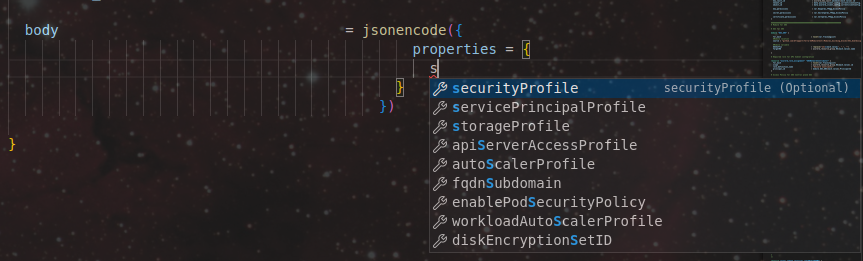 body = jsonencode({
properties = {
s
securityProfile securityProfile (Optional)
} servicePrincipalProfile
}) storageProfile
apiServerAccessProfile
} autoScalerProfile
fqdnSubdomain
enablePodSecurityPolicy
workloadAutoScalerProfile
diskEncryptionSetID